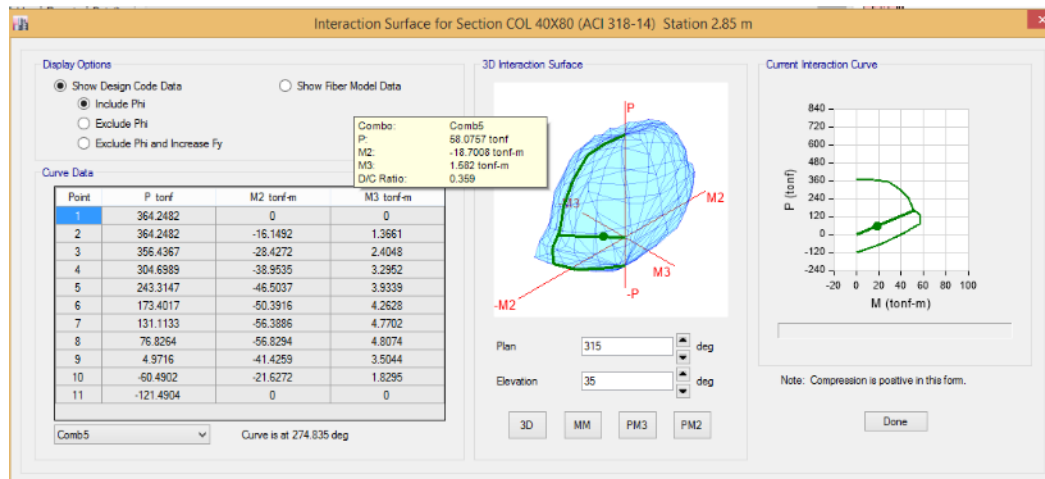 Interaction Surface for Section COL 40X80 (ACI 318-14) Station 2.85 m
Display Options
Show Design Code Data
Show Fiber Model Data
Include Phi
Exclude Phi
Exclude Phi and Increase Fy
Combo: Comb5
P: 58.0757 tonf
M2: -18.7008 tonf-m
M3: 1.582 tonf-m
D/C Ratio: 0.359
Curve Data
Point P tonf M2 tonf-m M3 tonf-m
1 364.2482 0 0
2 364.2482 -16.1492 1.3661
3 356.4367 -28.4272 2.4048
4 304.6989 -38.9535 3.2952
5 243.3147 -46.5037 3.9339
6 173.4017 -50.3916 4.2628
7 131.1133 -56.3886 4.7702
8 76.8264 -56.8294 4.8074
9 4.9716 -41.4259 3.5044
10 -60.4902 -21.6272 1.8295
11 -121.4904 0 0
Comb5
Curve is at 274.835 deg
3D Interaction Surface
P
M2
-M3
M3
-P
-M2
Plan 315 deg
Elevation 35 deg
3D MM PM3 PM2
Current Interaction Curve
840
720
600
480
360
240
120
0
-120
-240
P (tonf)
-20 0 20 40 60 80 100
M (tonf-m)
Note: Compression is positive in this form.
Done